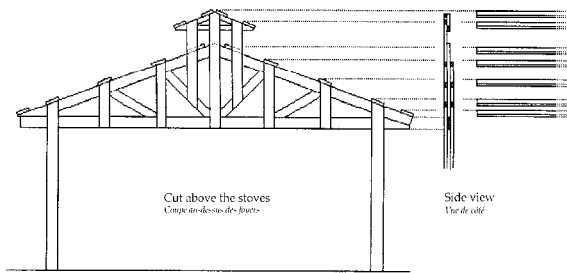 Cut above the stoves
Coupe au-dessus des foyers
Side view
Vue de côté